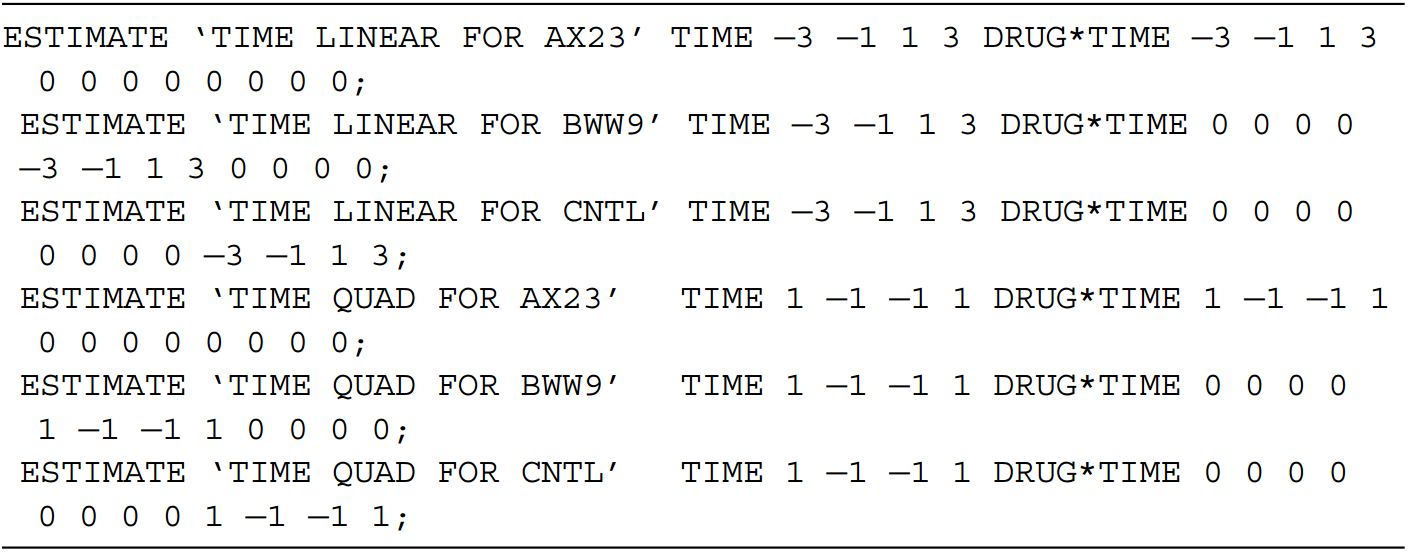 ESTIMATE ‘TIME LINEAR FOR AX23’ TIME –3 –1 1 3 DRUG*TIME –3 –1 1 3
0 0 0 0 0 0 0 0;
ESTIMATE ‘TIME LINEAR FOR BWW9’ TIME –3 –1 1 3 DRUG*TIME 0 0 0 0
–3 –1 1 3 0 0 0 0;
ESTIMATE ‘TIME LINEAR FOR CNTL’ TIME –3 –1 1 3 DRUG*TIME 0 0 0 0
0 0 0 0 –3 –1 1 3;
ESTIMATE ‘TIME QUAD FOR AX23’ TIME 1 –1 –1 1 DRUG*TIME 1 –1 –1 1
0 0 0 0 0 0 0 0;
ESTIMATE ‘TIME QUAD FOR BWW9’ TIME 1 –1 –1 1 DRUG*TIME 0 0 0 0
1 –1 –1 1 0 0 0 0;
ESTIMATE ‘TIME QUAD FOR CNTL’ TIME 1 –1 –1 1 DRUG*TIME 0 0 0 0
0 0 0 0 1 –1 –1 1;